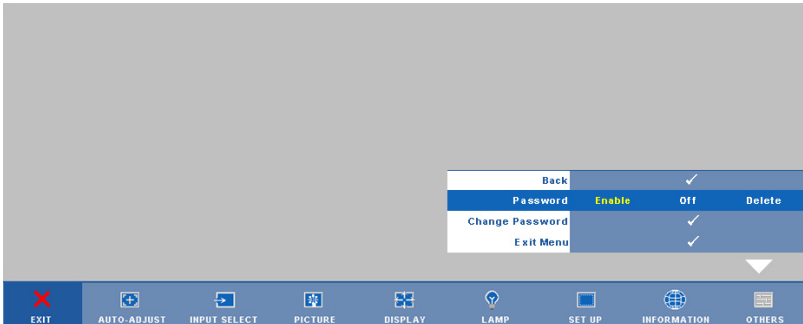 Back
Password Enable Off Delete
Change Password
Exit Menu
EXIT AUTO-ADJUST INPUT SELECT PICTURE DISPLAY LAMP SET UP INFORMATION OTHERS